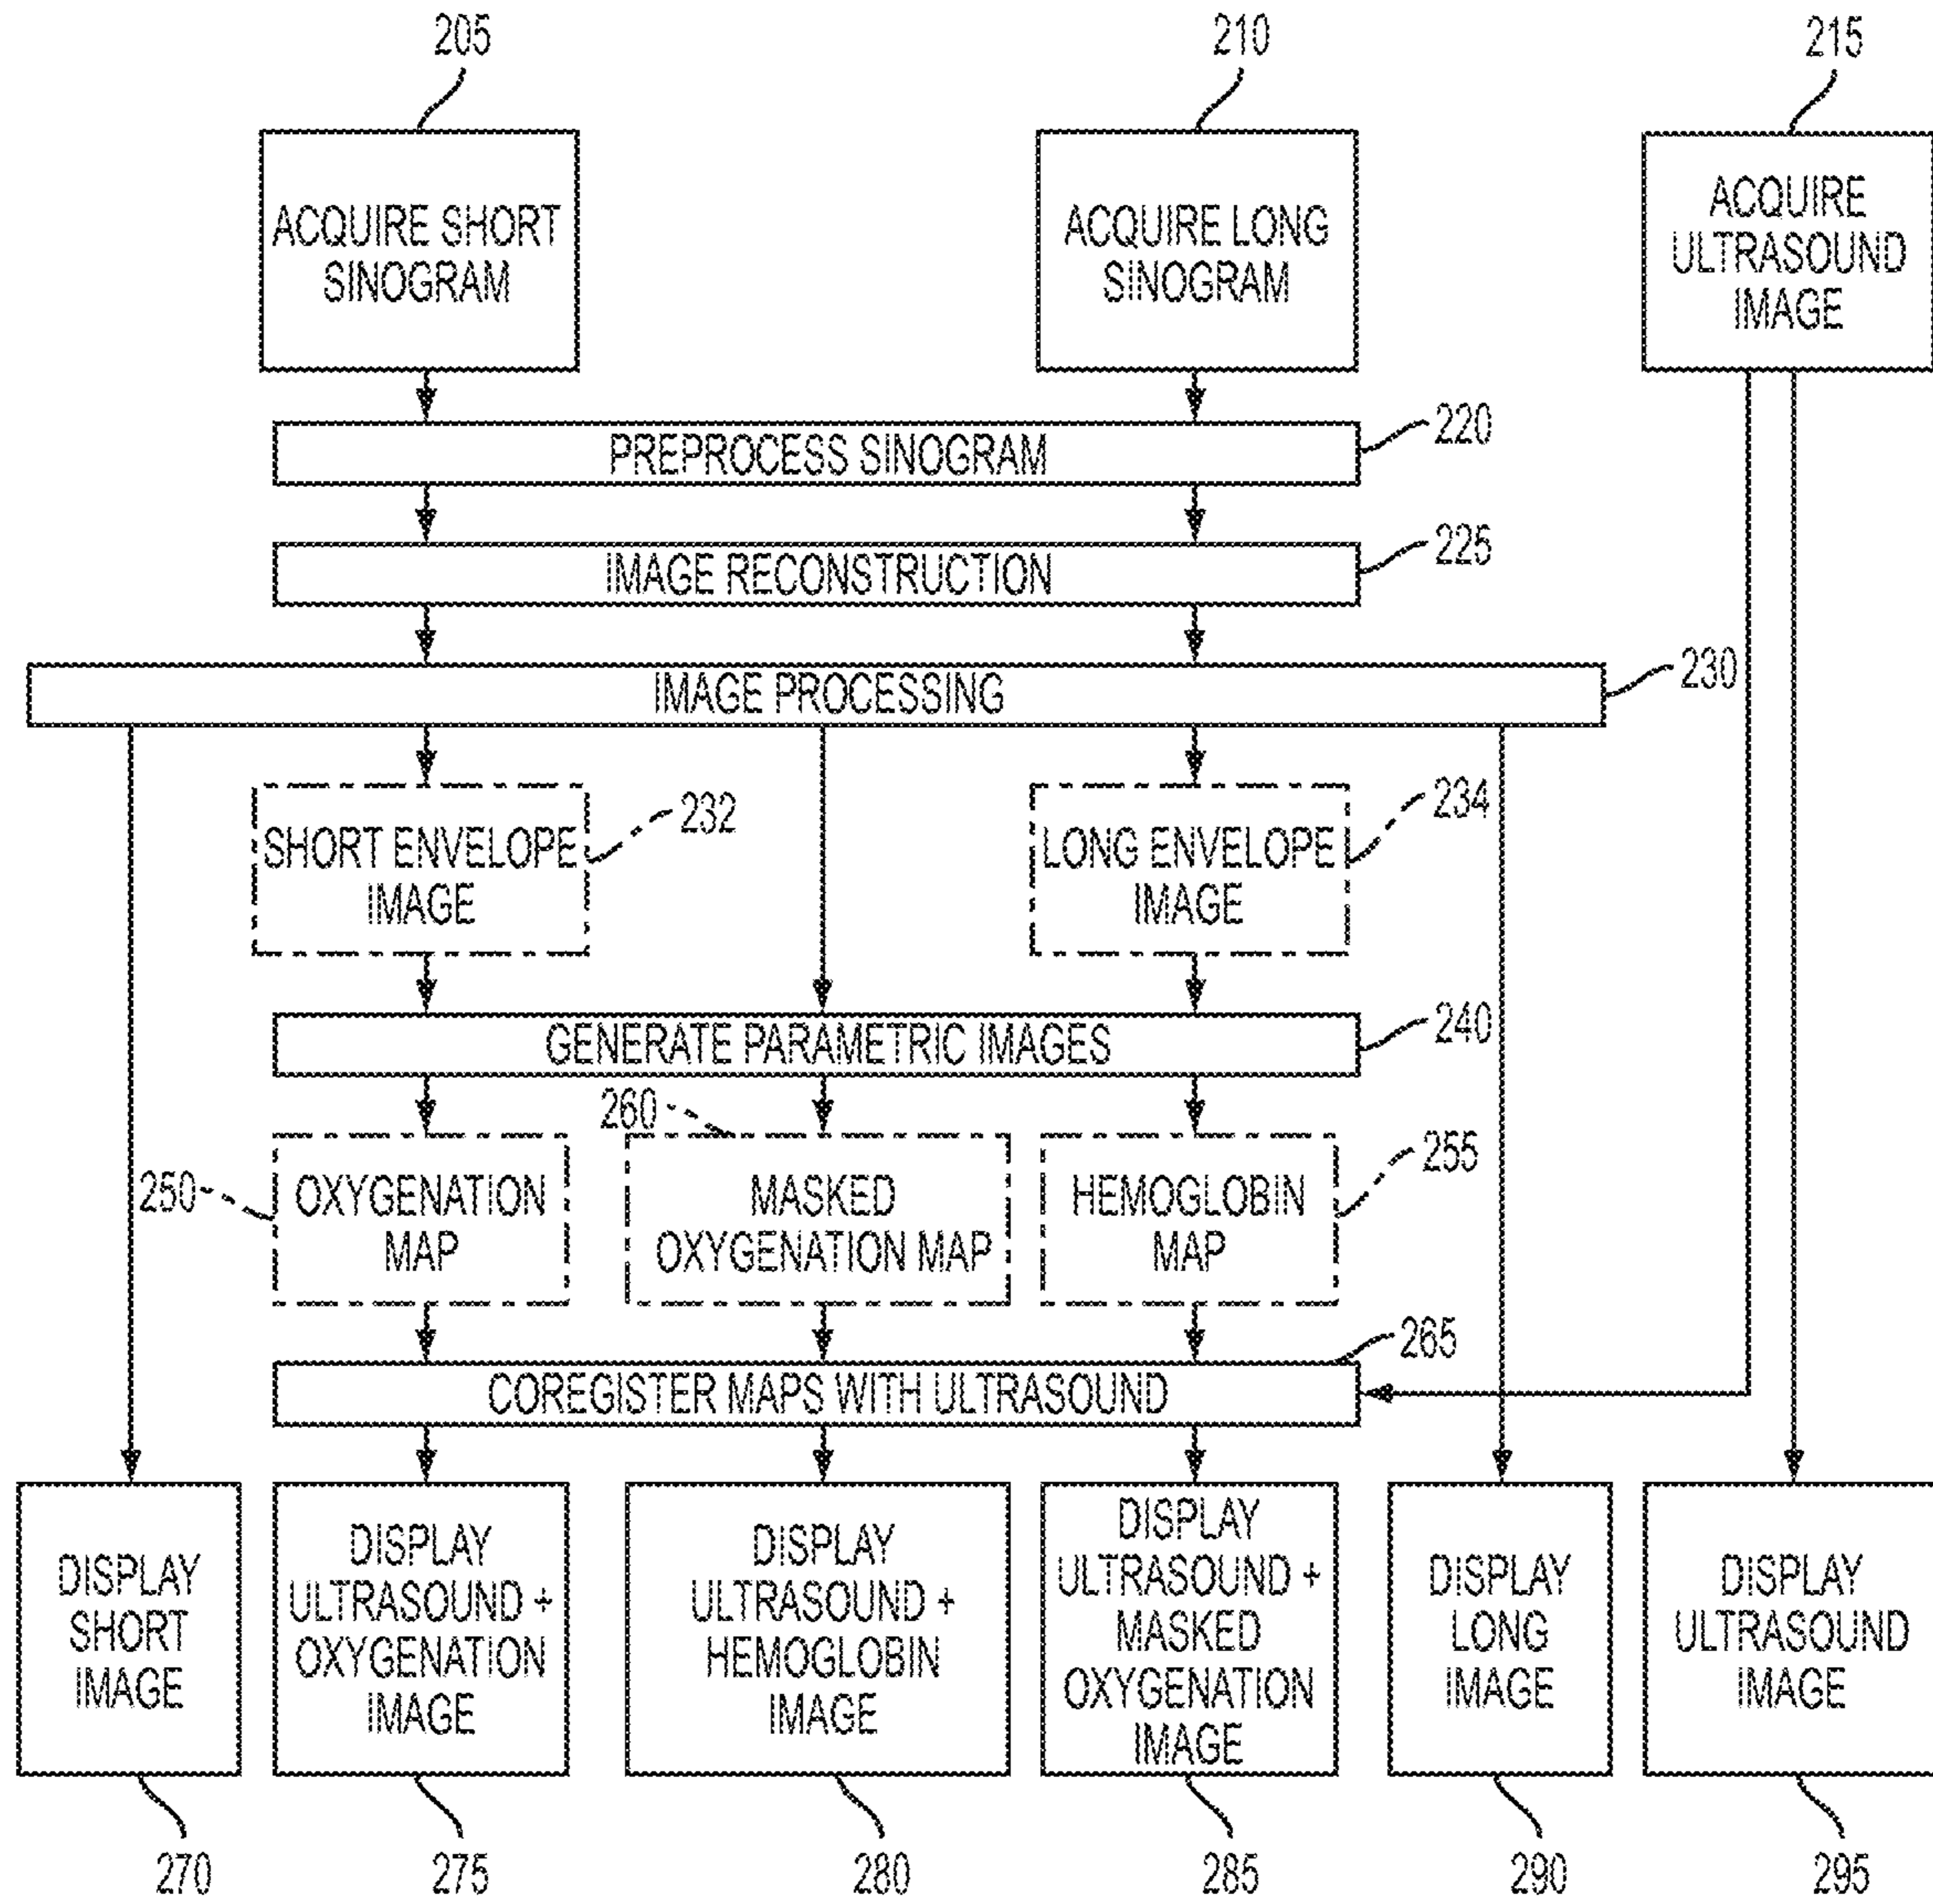 205
210
215
ACQUIRE SHORT
SINOGRAM
ACQUIRE LONG
SINOGRAM
ACQUIRE
ULTRASOUND
IMAGE
PREPROCESS SINOGRAM
220
IMAGE RECONSTRUCTION
225
IMAGE PROCESSING
230
SHORT ENVELOPE
IMAGE
232
LONG ENVELOPE
IMAGE
234
GENERATE PARAMETRIC IMAGES
240
260
250
OXYGENATION
MAP
MASKED
OXYGENATION MAP
HEMOGLOBIN
MAP
255
265
COREGISTER MAPS WITH ULTRASOUND
DISPLAY
SHORT
IMAGE
DISPLAY
ULTRASOUND +
OXYGENATION
IMAGE
DISPLAY
ULTRASOUND +
HEMOGLOBIN
IMAGE
DISPLAY
ULTRASOUND +
MASKED
OXYGENATION
IMAGE
DISPLAY
LONG
IMAGE
DISPLAY
ULTRASOUND
IMAGE
270
275
280
285
290
295